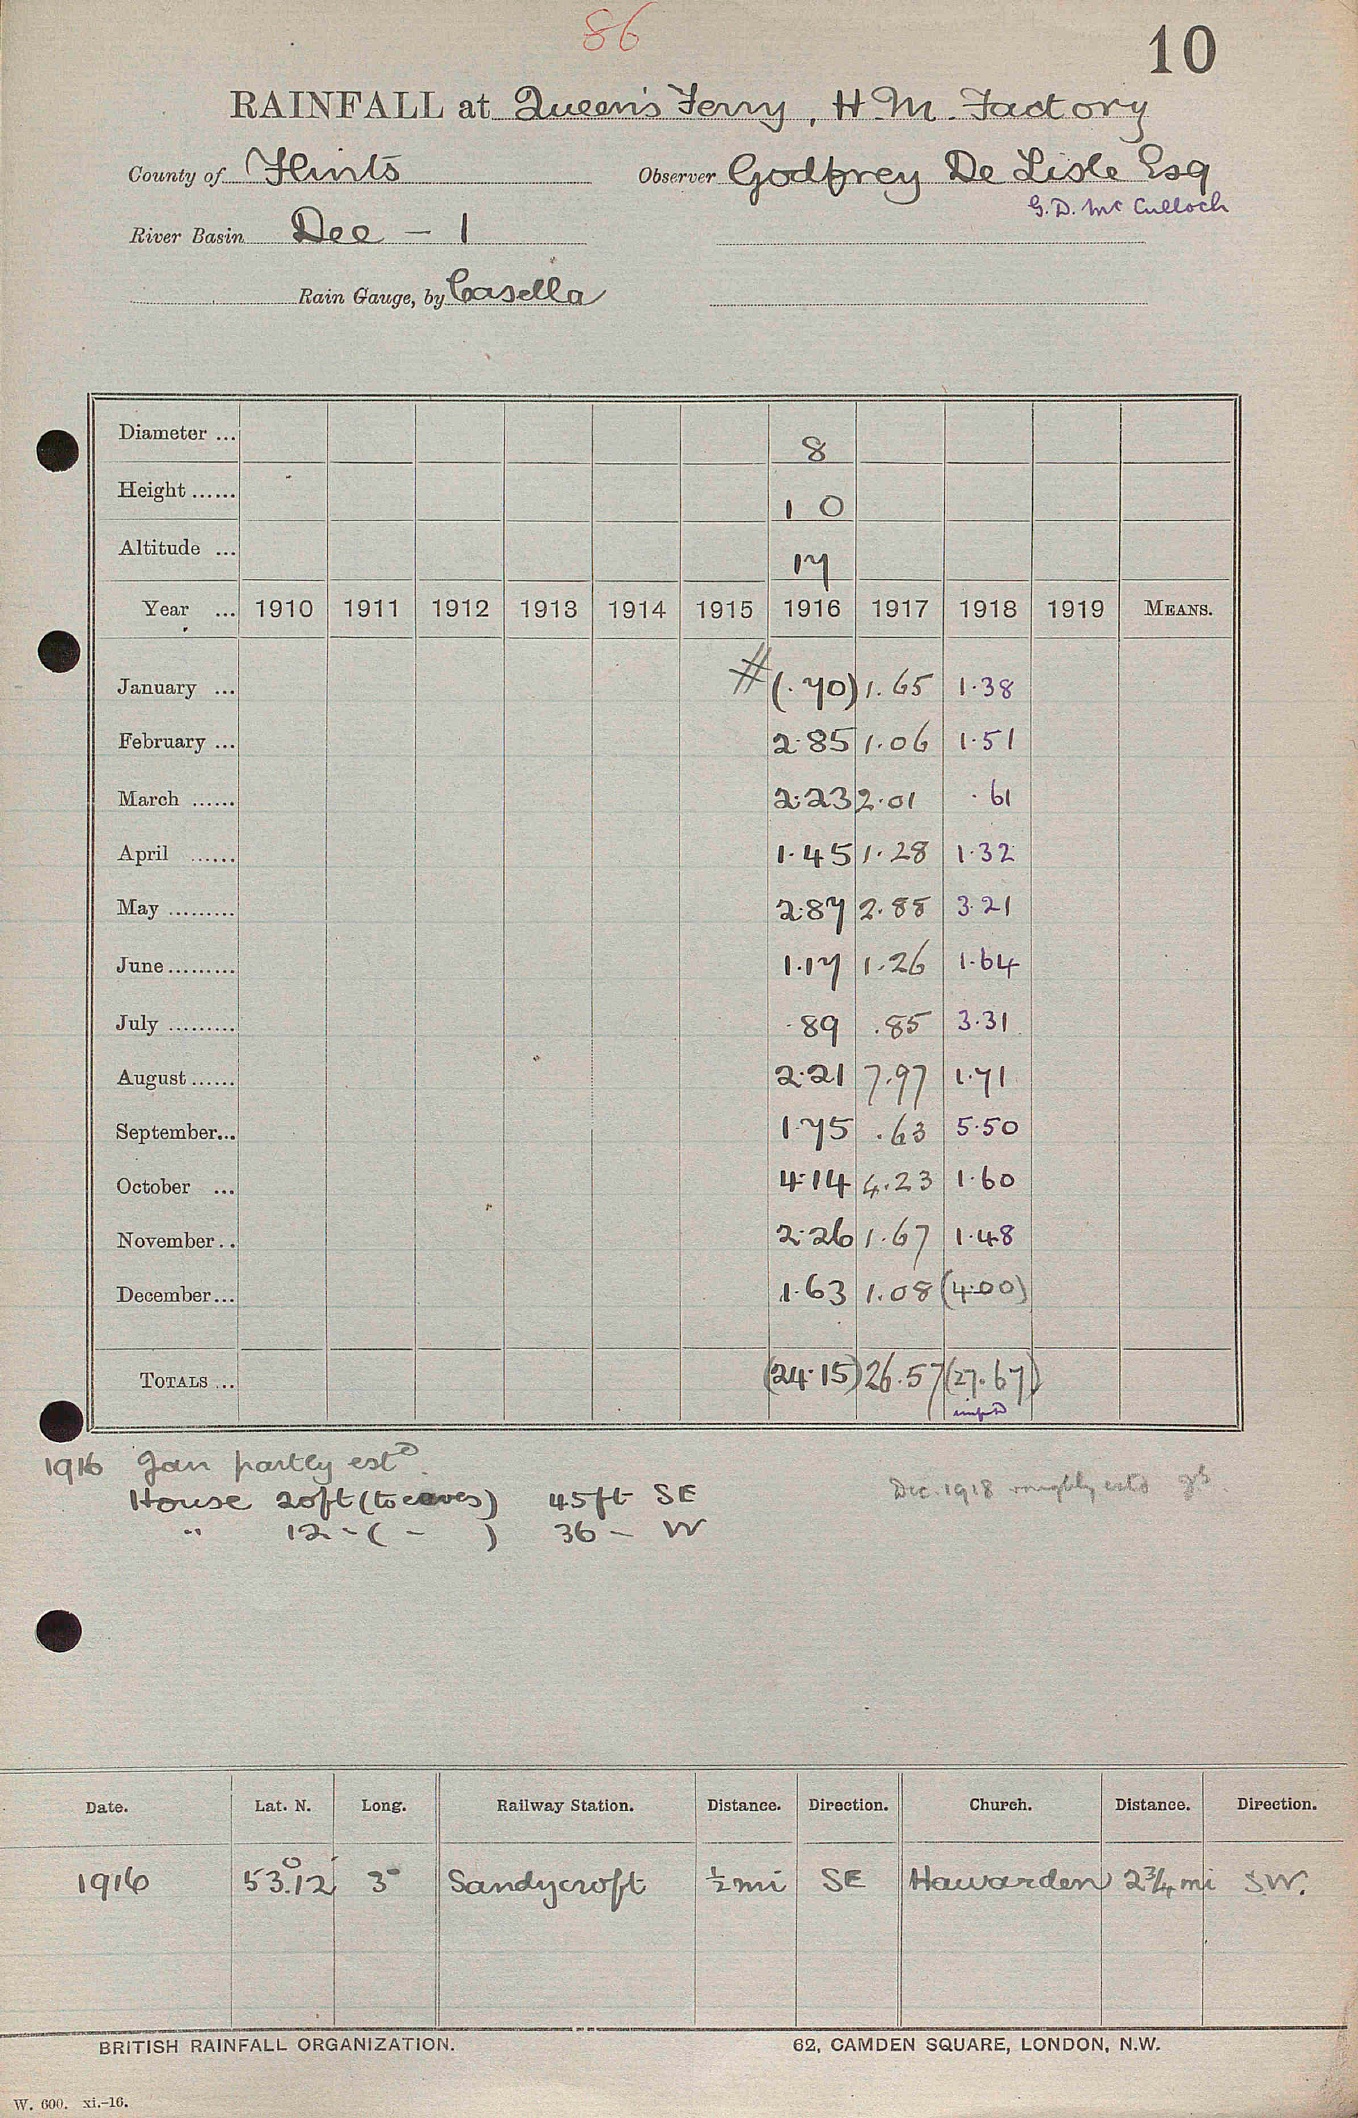 86
10
RAINFALL at Queen's Ferry, H.M. Factory
County of Flints Observer Godfrey De Lisle Esq
G. D. McCulloch
River Basin Dee - 1
Rain Gauge, by Casella
Diameter ... 8
Height ...... 1 0
Altitude ... 17
Year ... 1910 1911 1912 1913 1914 1915 1916 1917 1918 1919 MEANS.
January ... # (.70) 1.65 1.38
February ... 2.85 1.06 1.51
March ...... 2.23 2.01 .61
April ...... 1.45 1.28 1.32
May ......... 2.87 2.88 3.21
June ......... 1.17 1.26 1.64
July ......... .89 .85 3.31
August ...... 2.21 7.97 1.71
September... 1.75 .63 5.50
October ... 4.14 4.23 1.60
November .. 2.26 1.67 1.48
December... 1.63 1.08 (4.00)
TOTALS ... (24.15) 26.57 (27.67)
1916 Jan partly estd.
House 20ft (to eaves) 45ft SE
" 12 - ( - ) 36 - W
Dec. 1918 roughly estd
Date. Lat. N. Long. Railway Station. Distance. Direction. Church. Distance. Direction.
1916 53°.12' 3° Sandycroft ½ mi SE Hawarden 2¾ mi SW.
BRITISH RAINFALL ORGANIZATION. 62, CAMDEN SQUARE, LONDON, N.W.
W. 600. xi.-16.